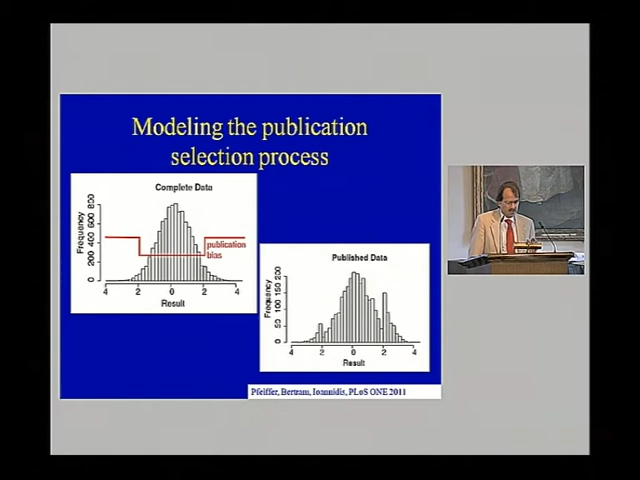 Modeling the publication
selection process
Complete Data
Frequency
0 200 400 600 800
publication
bias
4 2 0 2 4
Result
Published Data
Frequency
0 50 100 150 200
4 2 0 2 4
Result
Pfeiffer, Bertram, Ioannidis, PLoS ONE 2011